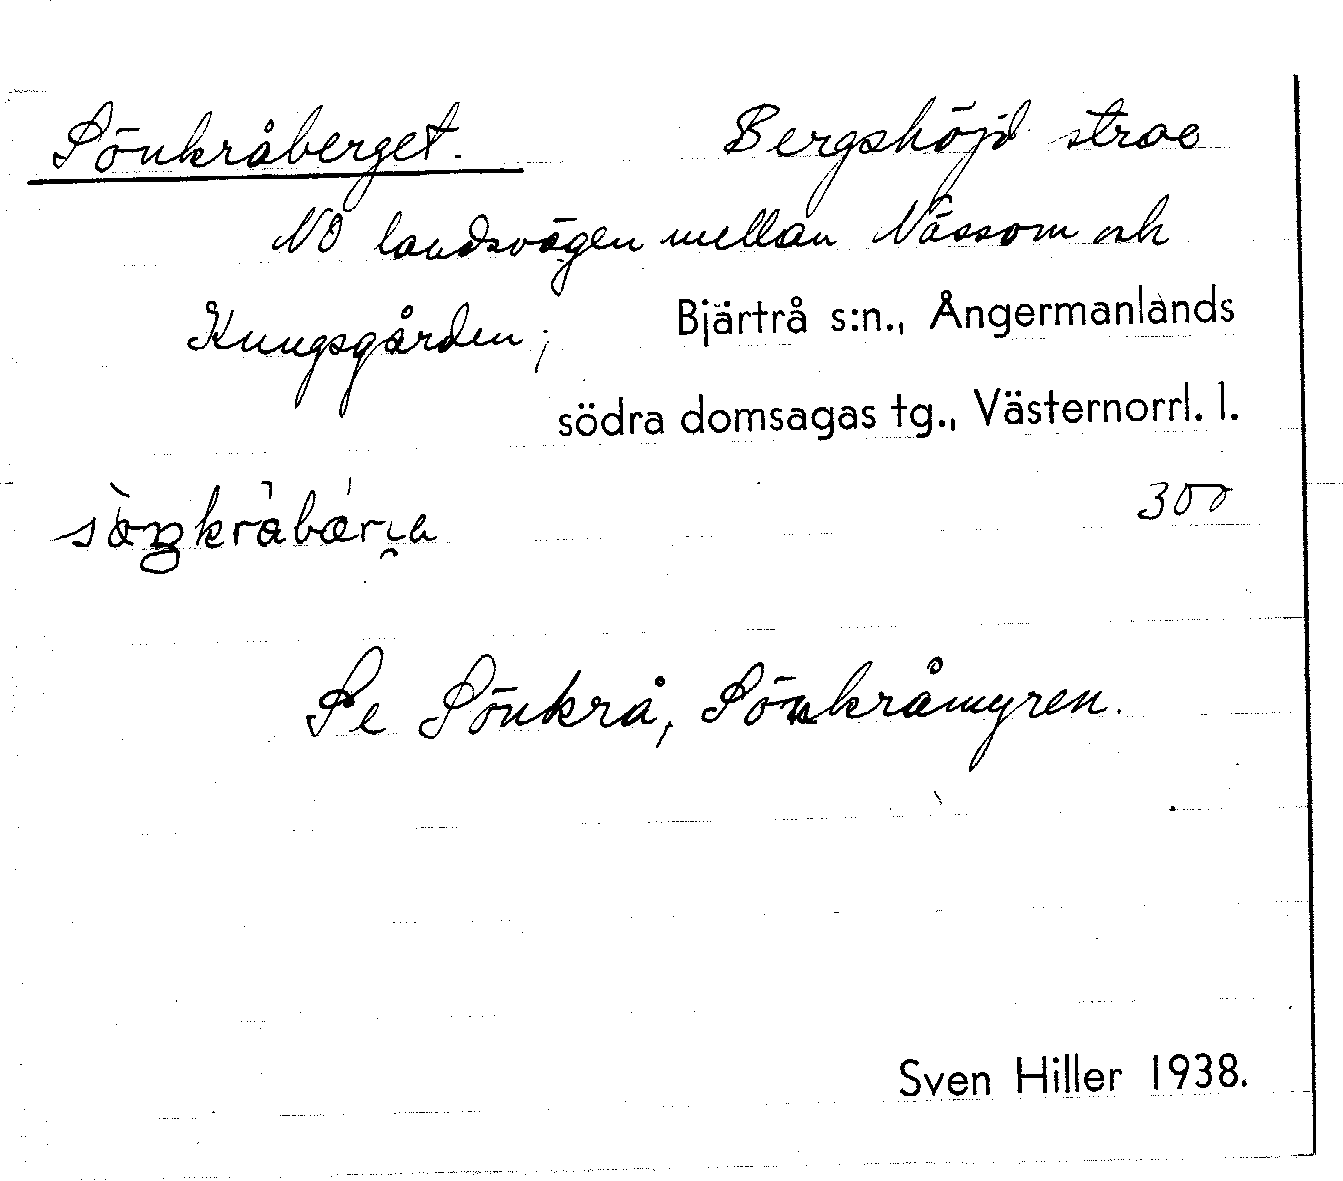 Sönkråberget. Bergshöjd strax
NÖ landsvägen mellan Nässom och
Kungsgården; Bjärtrå s:n., Ångermanlands
södra domsagas tg., Västernorrl. l.
300
Se Sönkrå, Sönkråmyren.
Sven Hiller 1938.